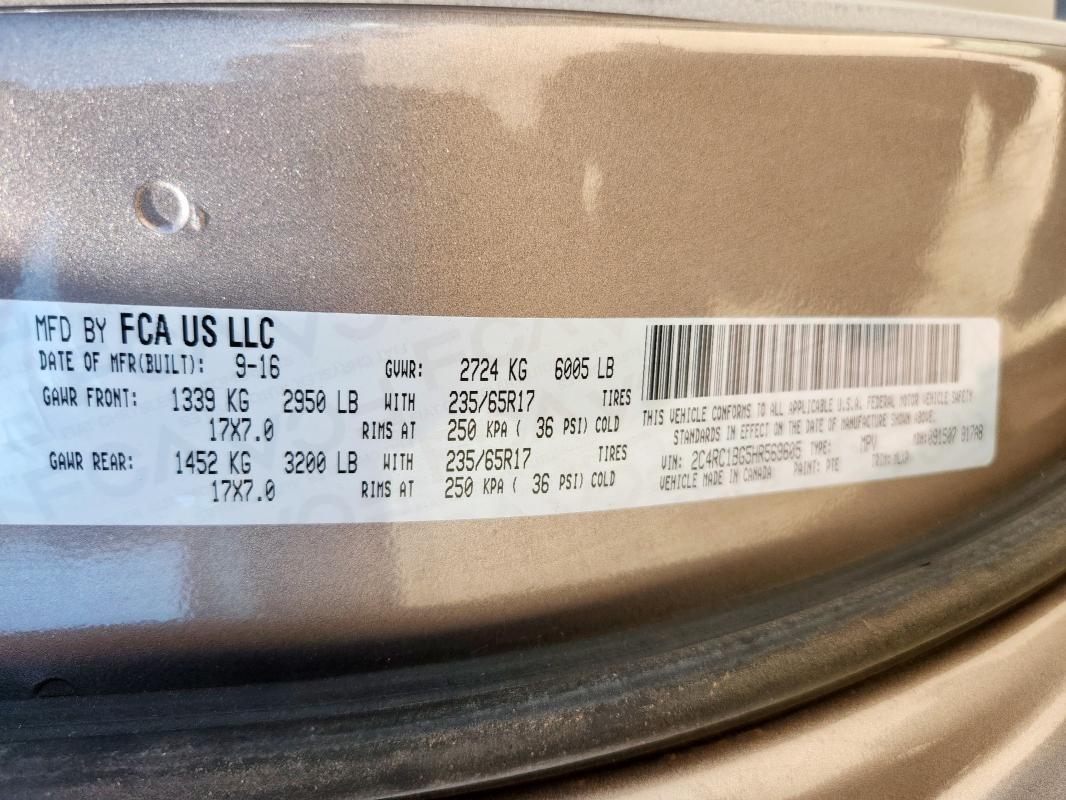 MFD BY FCA US LLC
DATE OF MFR(BUILT): 9-16 GVWR: 2724 KG 6005 LB
GAWR FRONT: 1339 KG 2950 LB WITH 235/65R17 TIRES
17X7.0 RIMS AT 250 KPA ( 36 PSI) COLD
GAWR REAR: 1452 KG 3200 LB WITH 235/65R17 TIRES
17X7.0 RIMS AT 250 KPA ( 36 PSI) COLD
THIS VEHICLE CONFORMS TO ALL APPLICABLE U.S.A. FEDERAL MOTOR VEHICLE SAFETY
STANDARDS IN EFFECT ON THE DATE OF MANUFACTURE SHOWN ABOVE.
VIN: 2C4RC1BG5HR569605 TYPE: MPV MDH: 091507
VEHICLE MADE IN CANADA PAINT: PTE TRIM: